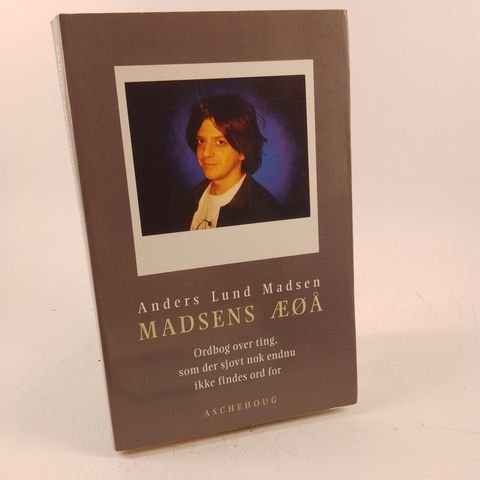 Anders Lund Madsen
MADSENS ÆØÅ
Ordbog over ting,
som der sjovt nok endnu
ikke findes ord for
ASCHEHOUG